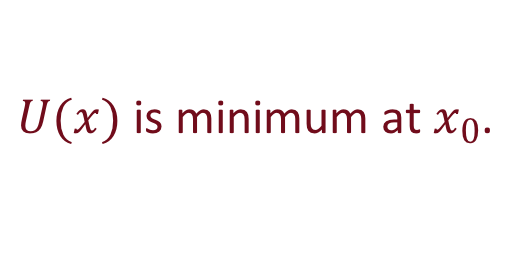 U(x) is minimum at x₀.